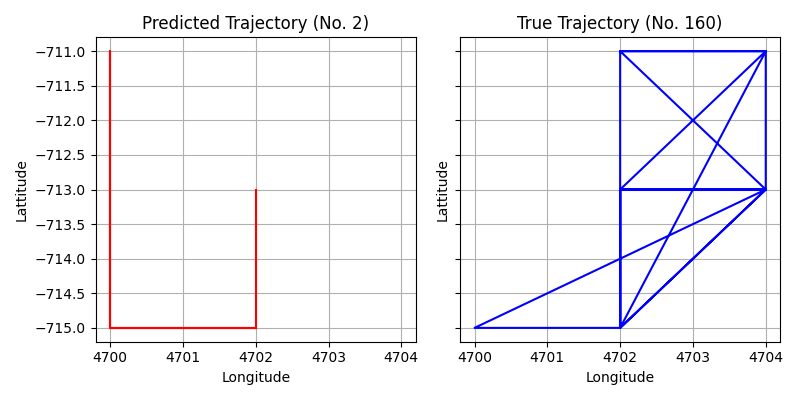 Predicted Trajectory (No. 2)
True Trajectory (No. 160)
−711.0
−711.5
−712.0
−712.5
−713.0
−713.5
−714.0
−714.5
−715.0
Lattitude
Lattitude
4700 4701 4702 4703 4704
4700 4701 4702 4703 4704
Longitude
Longitude